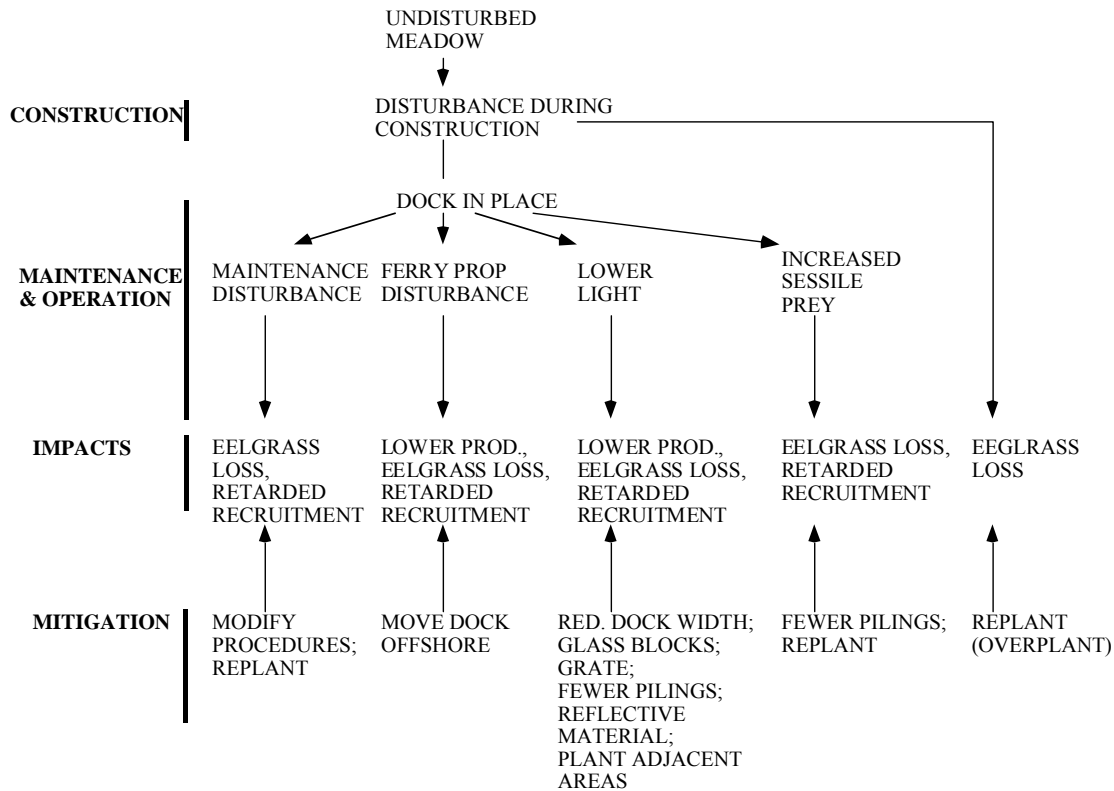 UNDISTURBED
MEADOW
CONSTRUCTION
DISTURBANCE DURING
CONSTRUCTION
DOCK IN PLACE
MAINTENANCE
& OPERATION
MAINTENANCE
DISTURBANCE
FERRY PROP
DISTURBANCE
LOWER
LIGHT
INCREASED
SESSILE
PREY
IMPACTS
EELGRASS
LOSS,
RETARDED
RECRUITMENT
LOWER PROD.,
EELGRASS LOSS,
RETARDED
RECRUITMENT
LOWER PROD.,
EELGRASS LOSS,
RETARDED
RECRUITMENT
EELGRASS LOSS,
RETARDED
RECRUITMENT
EEGLRASS
LOSS
MITIGATION
MODIFY
PROCEDURES;
REPLANT
MOVE DOCK
OFFSHORE
RED. DOCK WIDTH;
GLASS BLOCKS;
GRATE;
FEWER PILINGS;
REFLECTIVE
MATERIAL;
PLANT ADJACENT
AREAS
FEWER PILINGS;
REPLANT
REPLANT
(OVERPLANT)